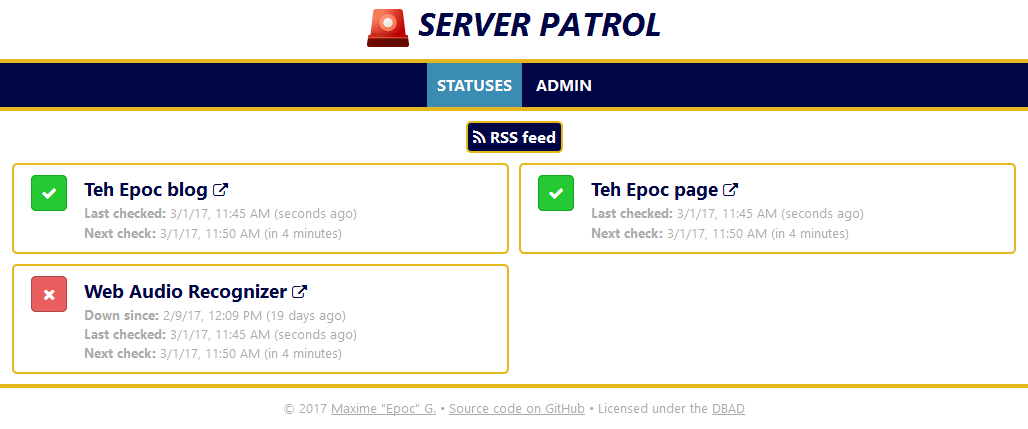 SERVER PATROL
STATUSES ADMIN
RSS feed
Teh Epoc blog
Last checked: 3/1/17, 11:45 AM (seconds ago)
Next check: 3/1/17, 11:50 AM (in 4 minutes)
Teh Epoc page
Last checked: 3/1/17, 11:45 AM (seconds ago)
Next check: 3/1/17, 11:50 AM (in 4 minutes)
Web Audio Recognizer
Down since: 2/9/17, 12:09 PM (19 days ago)
Last checked: 3/1/17, 11:45 AM (seconds ago)
Next check: 3/1/17, 11:50 AM (in 4 minutes)
© 2017 Maxime "Epoc" G. • Source code on GitHub • Licensed under the DBAD